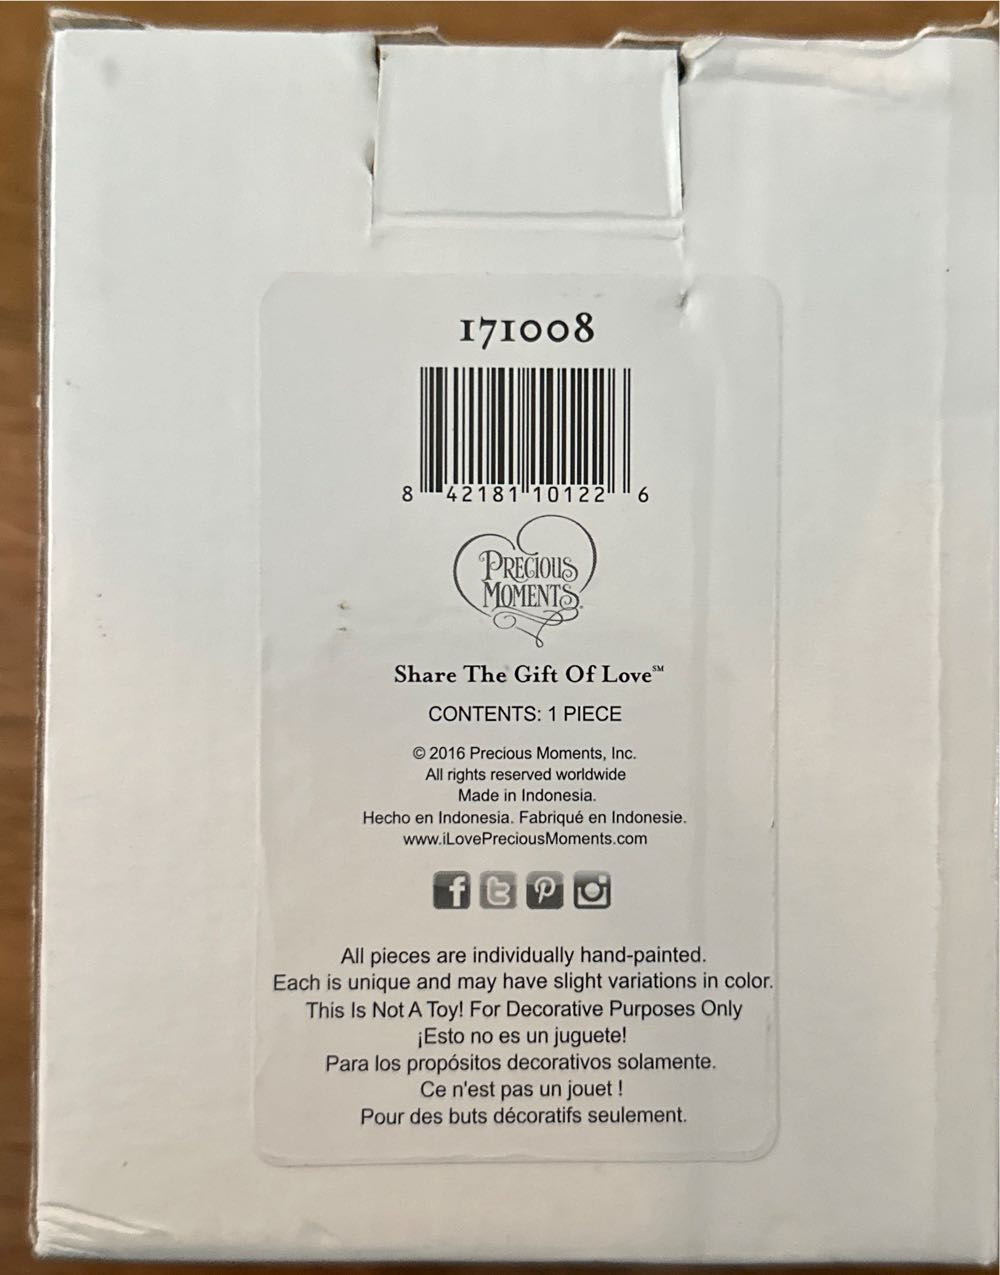 171008
8 42181 10122 6
PRECIOUS
MOMENTS®
Share The Gift Of Love℠
CONTENTS: 1 PIECE
© 2016 Precious Moments, Inc.
All rights reserved worldwide
Made in Indonesia.
Hecho en Indonesia. Fabriqué en Indonesie.
www.iLovePreciousMoments.com
f t P
All pieces are individually hand-painted.
Each is unique and may have slight variations in color.
This Is Not A Toy! For Decorative Purposes Only
¡Esto no es un juguete!
Para los propósitos decorativos solamente.
Ce n'est pas un jouet !
Pour des buts décoratifs seulement.